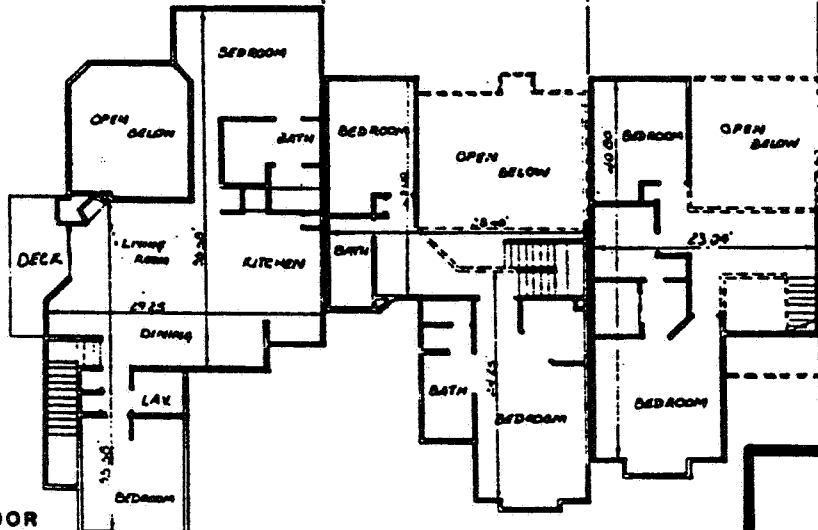 BEDROOM
OPEN
BELOW
BATH
BEDROOM
OPEN
BELOW
BEDROOM
OPEN
BELOW
LIVING
ROOM
DECK
KITCHEN
BATH
23.04'
29.25
DINING
LAV.
BATH
BEDROOM
BEDROOM
BEDROOM
OOR